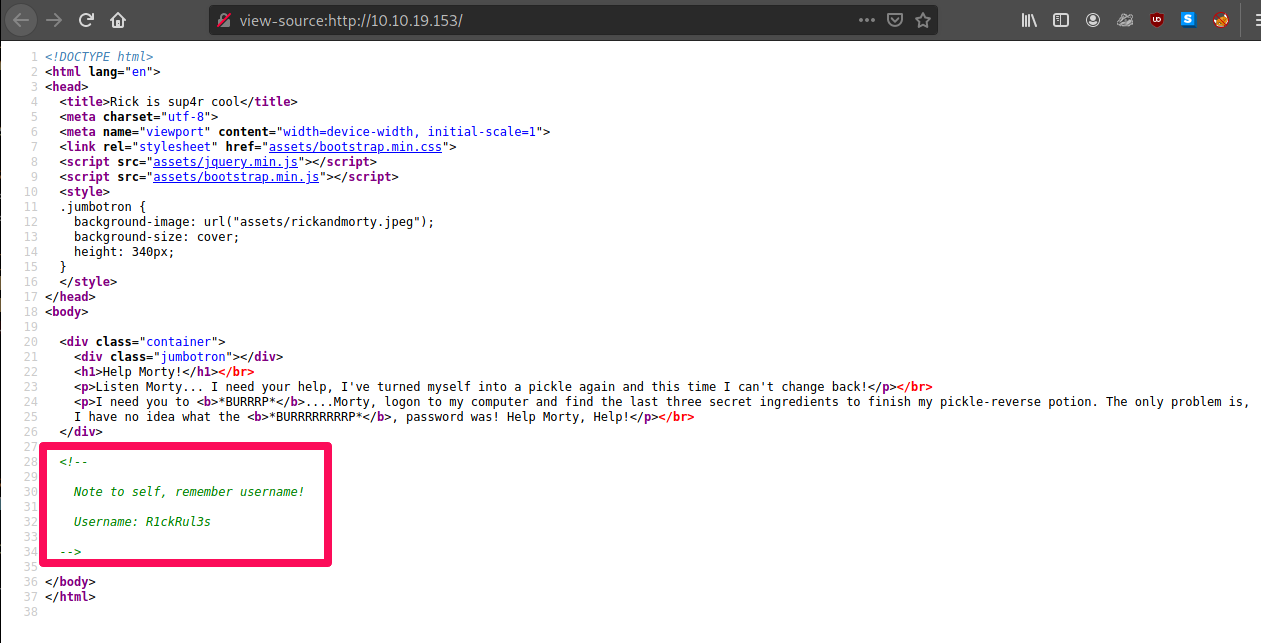 view-source:http://10.10.19.153/
1 <!DOCTYPE html>
2 <html lang="en">
3 <head>
4   <title>Rick is sup4r cool</title>
5   <meta charset="utf-8">
6   <meta name="viewport" content="width=device-width, initial-scale=1">
7   <link rel="stylesheet" href="assets/bootstrap.min.css">
8   <script src="assets/jquery.min.js"></script>
9   <script src="assets/bootstrap.min.js"></script>
10   <style>
11   .jumbotron {
12     background-image: url("assets/rickandmorty.jpeg");
13     background-size: cover;
14     height: 340px;
15   }
16   </style>
17 </head>
18 <body>
19
20   <div class="container">
21     <div class="jumbotron"></div>
22     <h1>Help Morty!</h1></br>
23     <p>Listen Morty... I need your help, I've turned myself into a pickle again and this time I can't change back!</p></br>
24     <p>I need you to <b>*BURRRP*</b>....Morty, logon to my computer and find the last three secret ingredients to finish my pickle-reverse potion. The only problem is,
25     I have no idea what the <b>*BURRRRRRRRP*</b>, password was! Help Morty, Help!</p></br>
26   </div>
27
28   <!--
29
30     Note to self, remember username!
31
32     Username: R1ckRul3s
33
34   -->
35
36 </body>
37 </html>
38